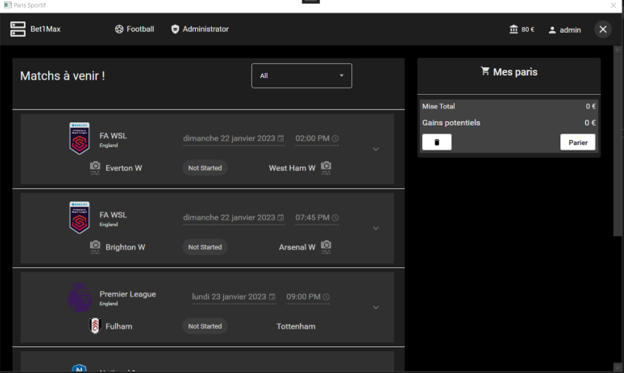 Paris Sportif
Bet1Max
Football
Administrator
80 €
admin
Matchs à venir !
All
FA WSL
England
dimanche 22 janvier 2023
02:00 PM
Everton W
Not Started
West Ham W
FA WSL
England
dimanche 22 janvier 2023
07:45 PM
Brighton W
Not Started
Arsenal W
Premier League
England
lundi 23 janvier 2023
09:00 PM
Fulham
Not Started
Tottenham
Mes paris
Mise Total
0 €
Gains potentiels
0 €
Parier